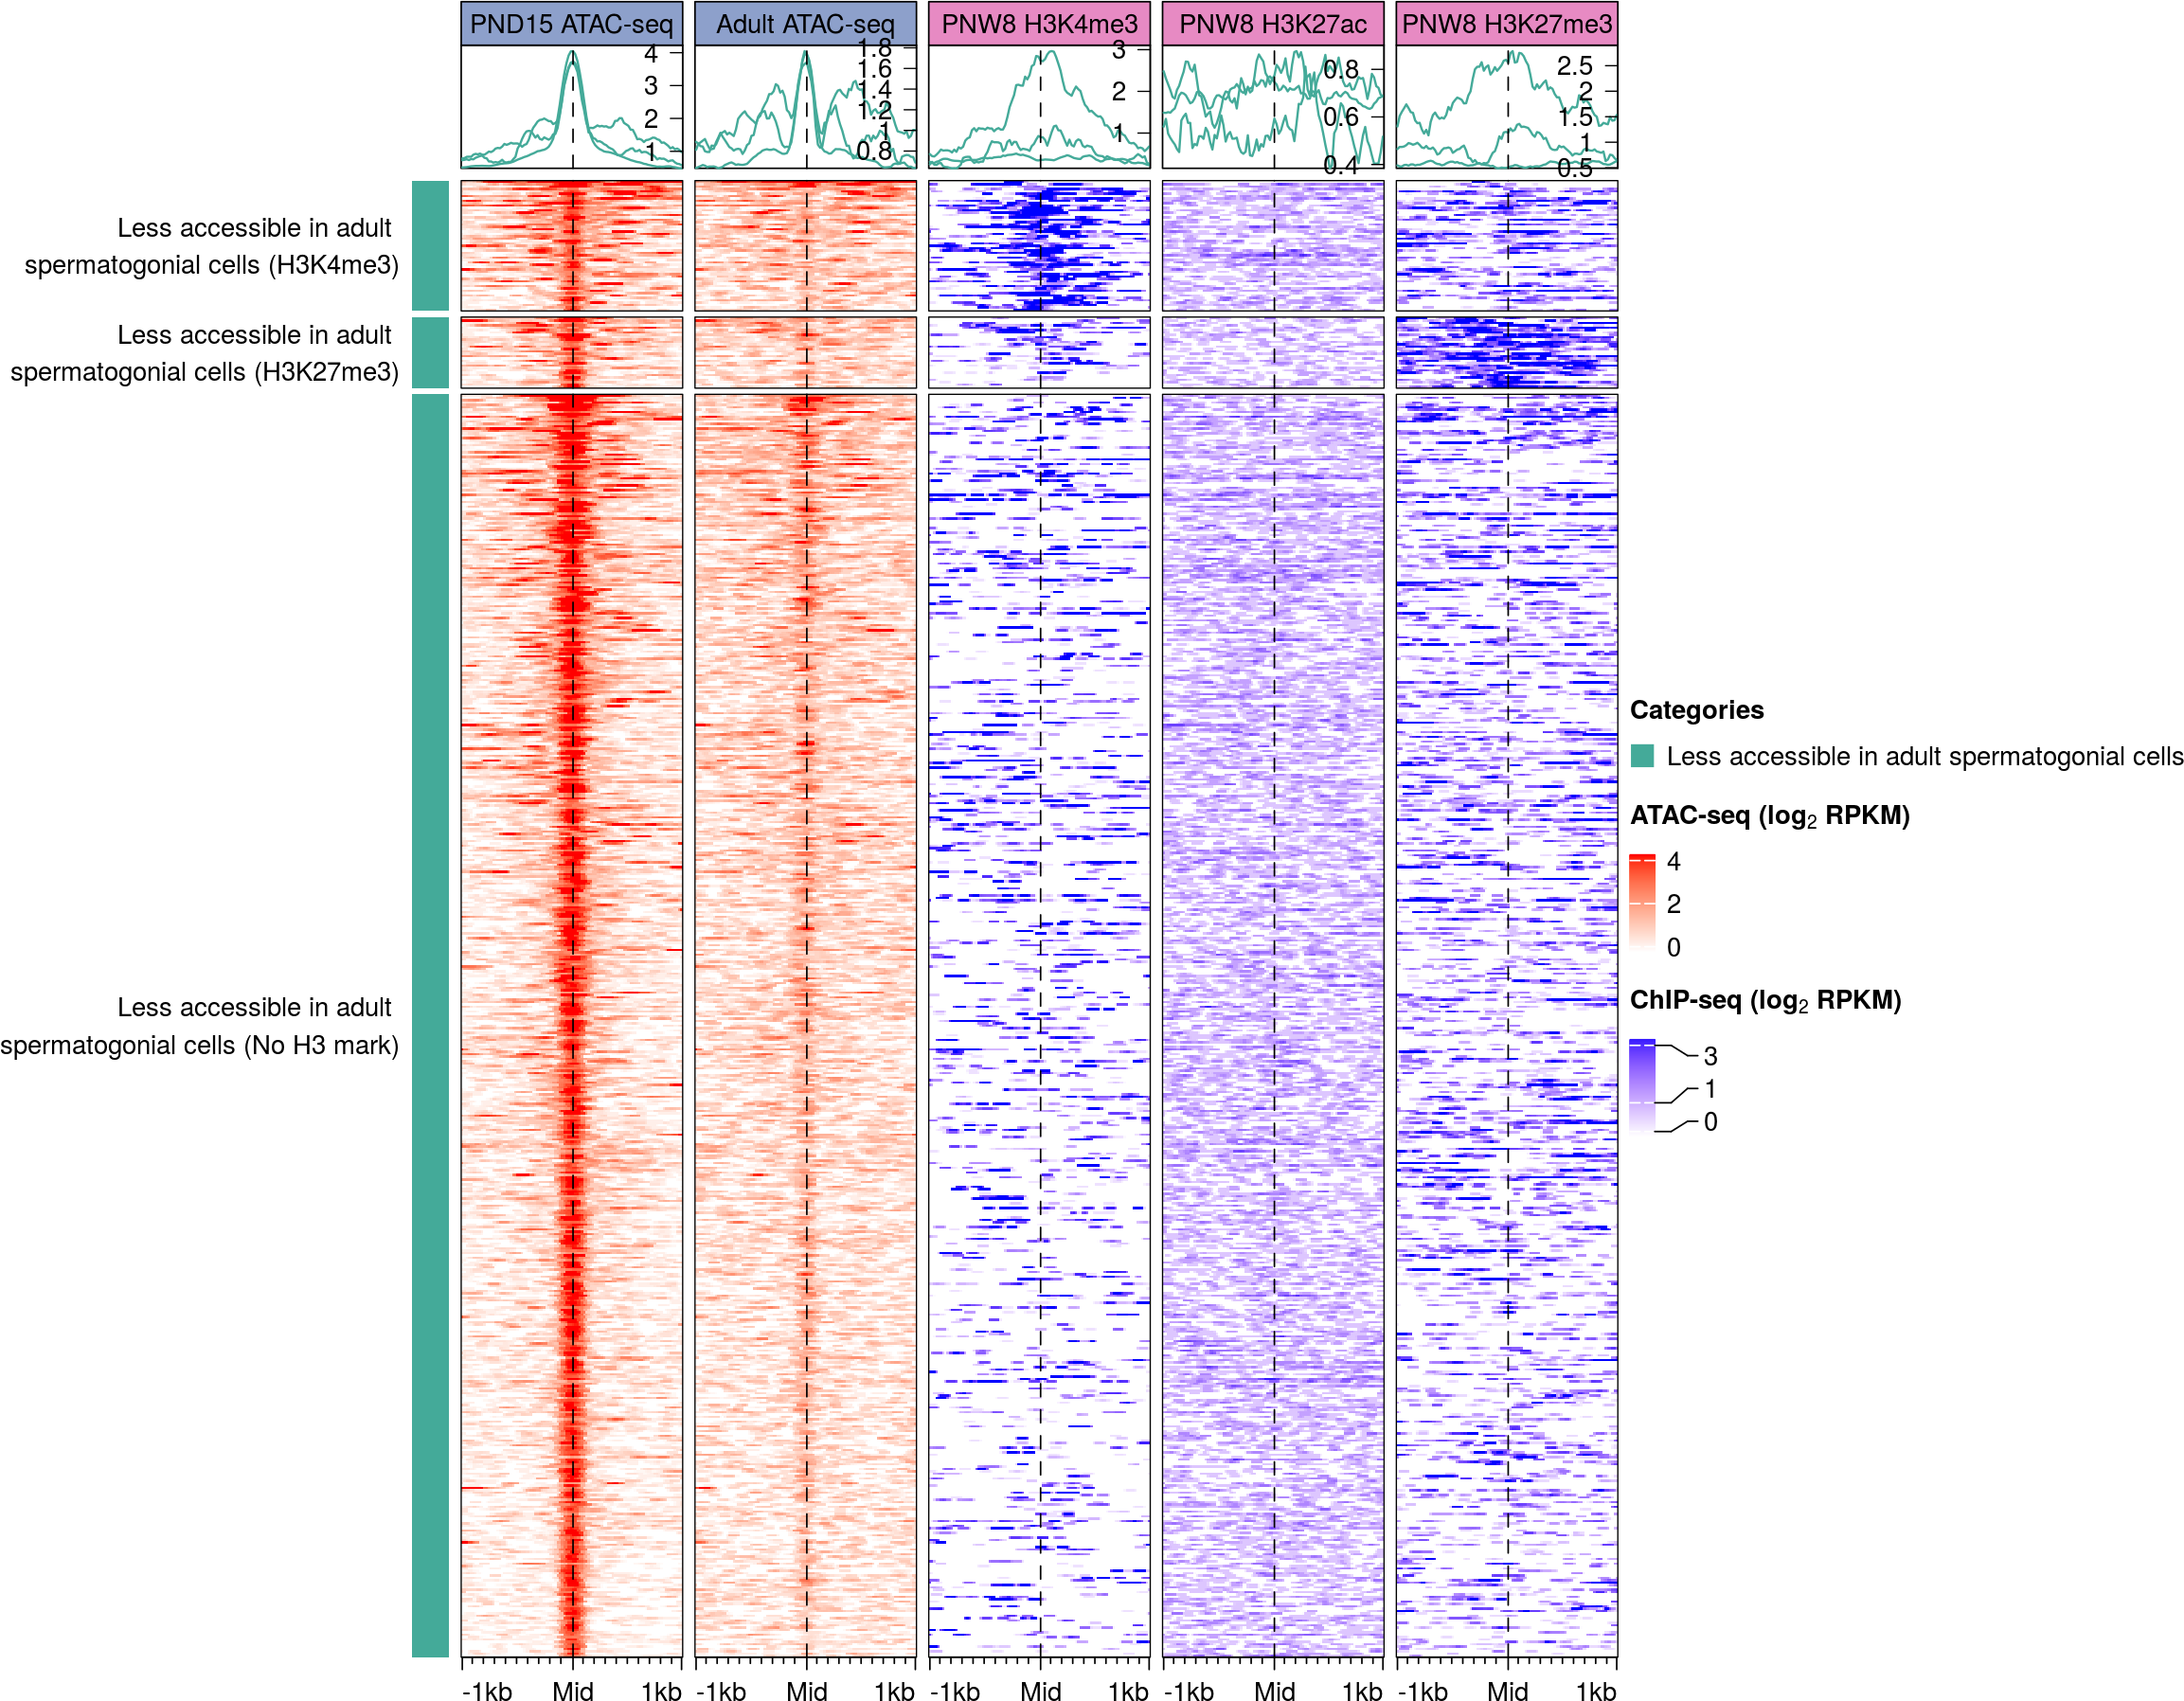 PND15 ATAC-seq
Adult ATAC-seq
PNW8 H3K4me3
PNW8 H3K27ac
PNW8 H3K27me3
4
3
2
1
1.8
1.6
1.4
1.2
1
0.8
3
2
1
0.8
0.6
0.4
2.5
2
1.5
1
0.5
Less accessible in adult
spermatogonial cells (H3K4me3)
Less accessible in adult
spermatogonial cells (H3K27me3)
Less accessible in adult
spermatogonial cells (No H3 mark)
Categories
Less accessible in adult spermatogonial cells
ATAC-seq (log₂ RPKM)
4
2
0
ChIP-seq (log₂ RPKM)
3
1
0
-1kb Mid 1kb
-1kb Mid 1kb
-1kb Mid 1kb
-1kb Mid 1kb
-1kb Mid 1kb